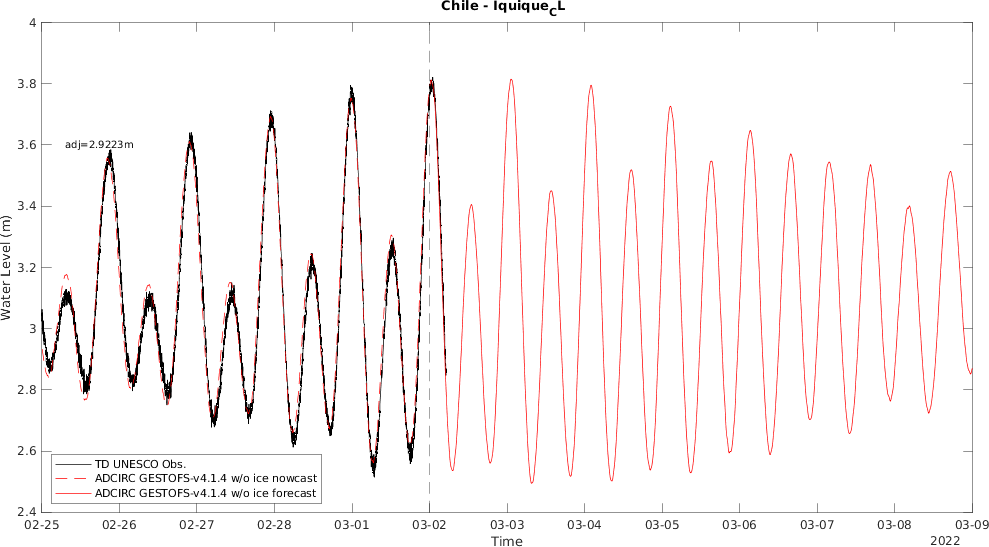 Chile - Iquique_CL
4
3.8
3.6
3.4
3.2
3
2.8
2.6
2.4
Water Level (m)
adj=2.9223m
TD UNESCO Obs.
ADCIRC GESTOFS-v4.1.4 w/o ice nowcast
ADCIRC GESTOFS-v4.1.4 w/o ice forecast
02-25 02-26 02-27 02-28 03-01 03-02 03-03 03-04 03-05 03-06 03-07 03-08 03-09
Time
2022